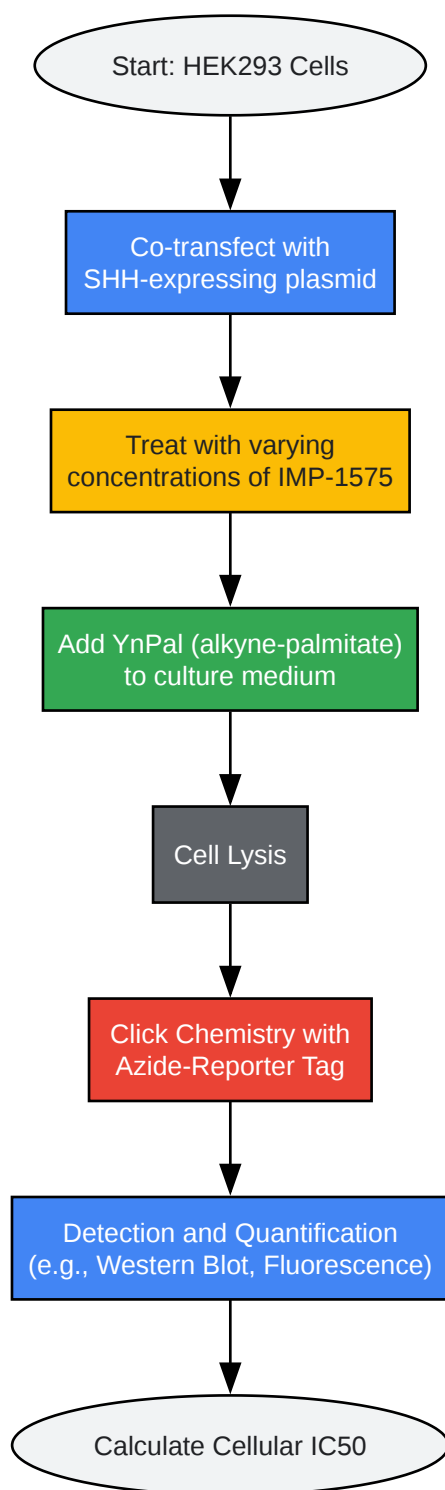 Start: HEK293 Cells
Co-transfect with
SHH-expressing plasmid
Treat with varying
concentrations of IMP-1575
Add YnPal (alkyne-palmitate)
to culture medium
Cell Lysis
Click Chemistry with
Azide-Reporter Tag
Detection and Quantification
(e.g., Western Blot, Fluorescence)
Calculate Cellular IC50